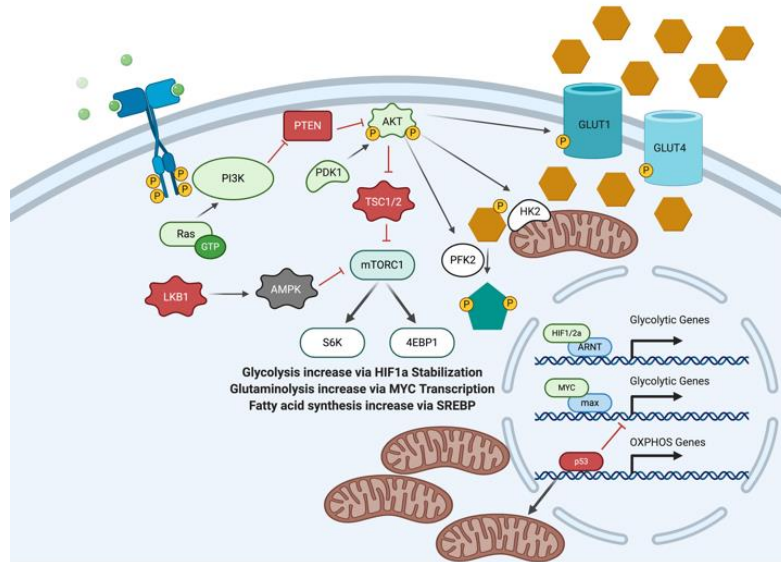 GLUT1
GLUT4
PTEN
AKT
P
P
P
P
PI3K
PDK1
P
P
P
P
TSC1/2
P
HK2
Ras
GTP
PFK2
mTORC1
LKB1
AMPK
P
P
S6K
4EBP1
Glycolysis increase via HIF1a Stabilization
Glutaminolysis increase via MYC Transcription
Fatty acid synthesis increase via SREBP
HIF1/2a
ARNT
Glycolytic Genes
MYC
max
Glycolytic Genes
p53
OXPHOS Genes